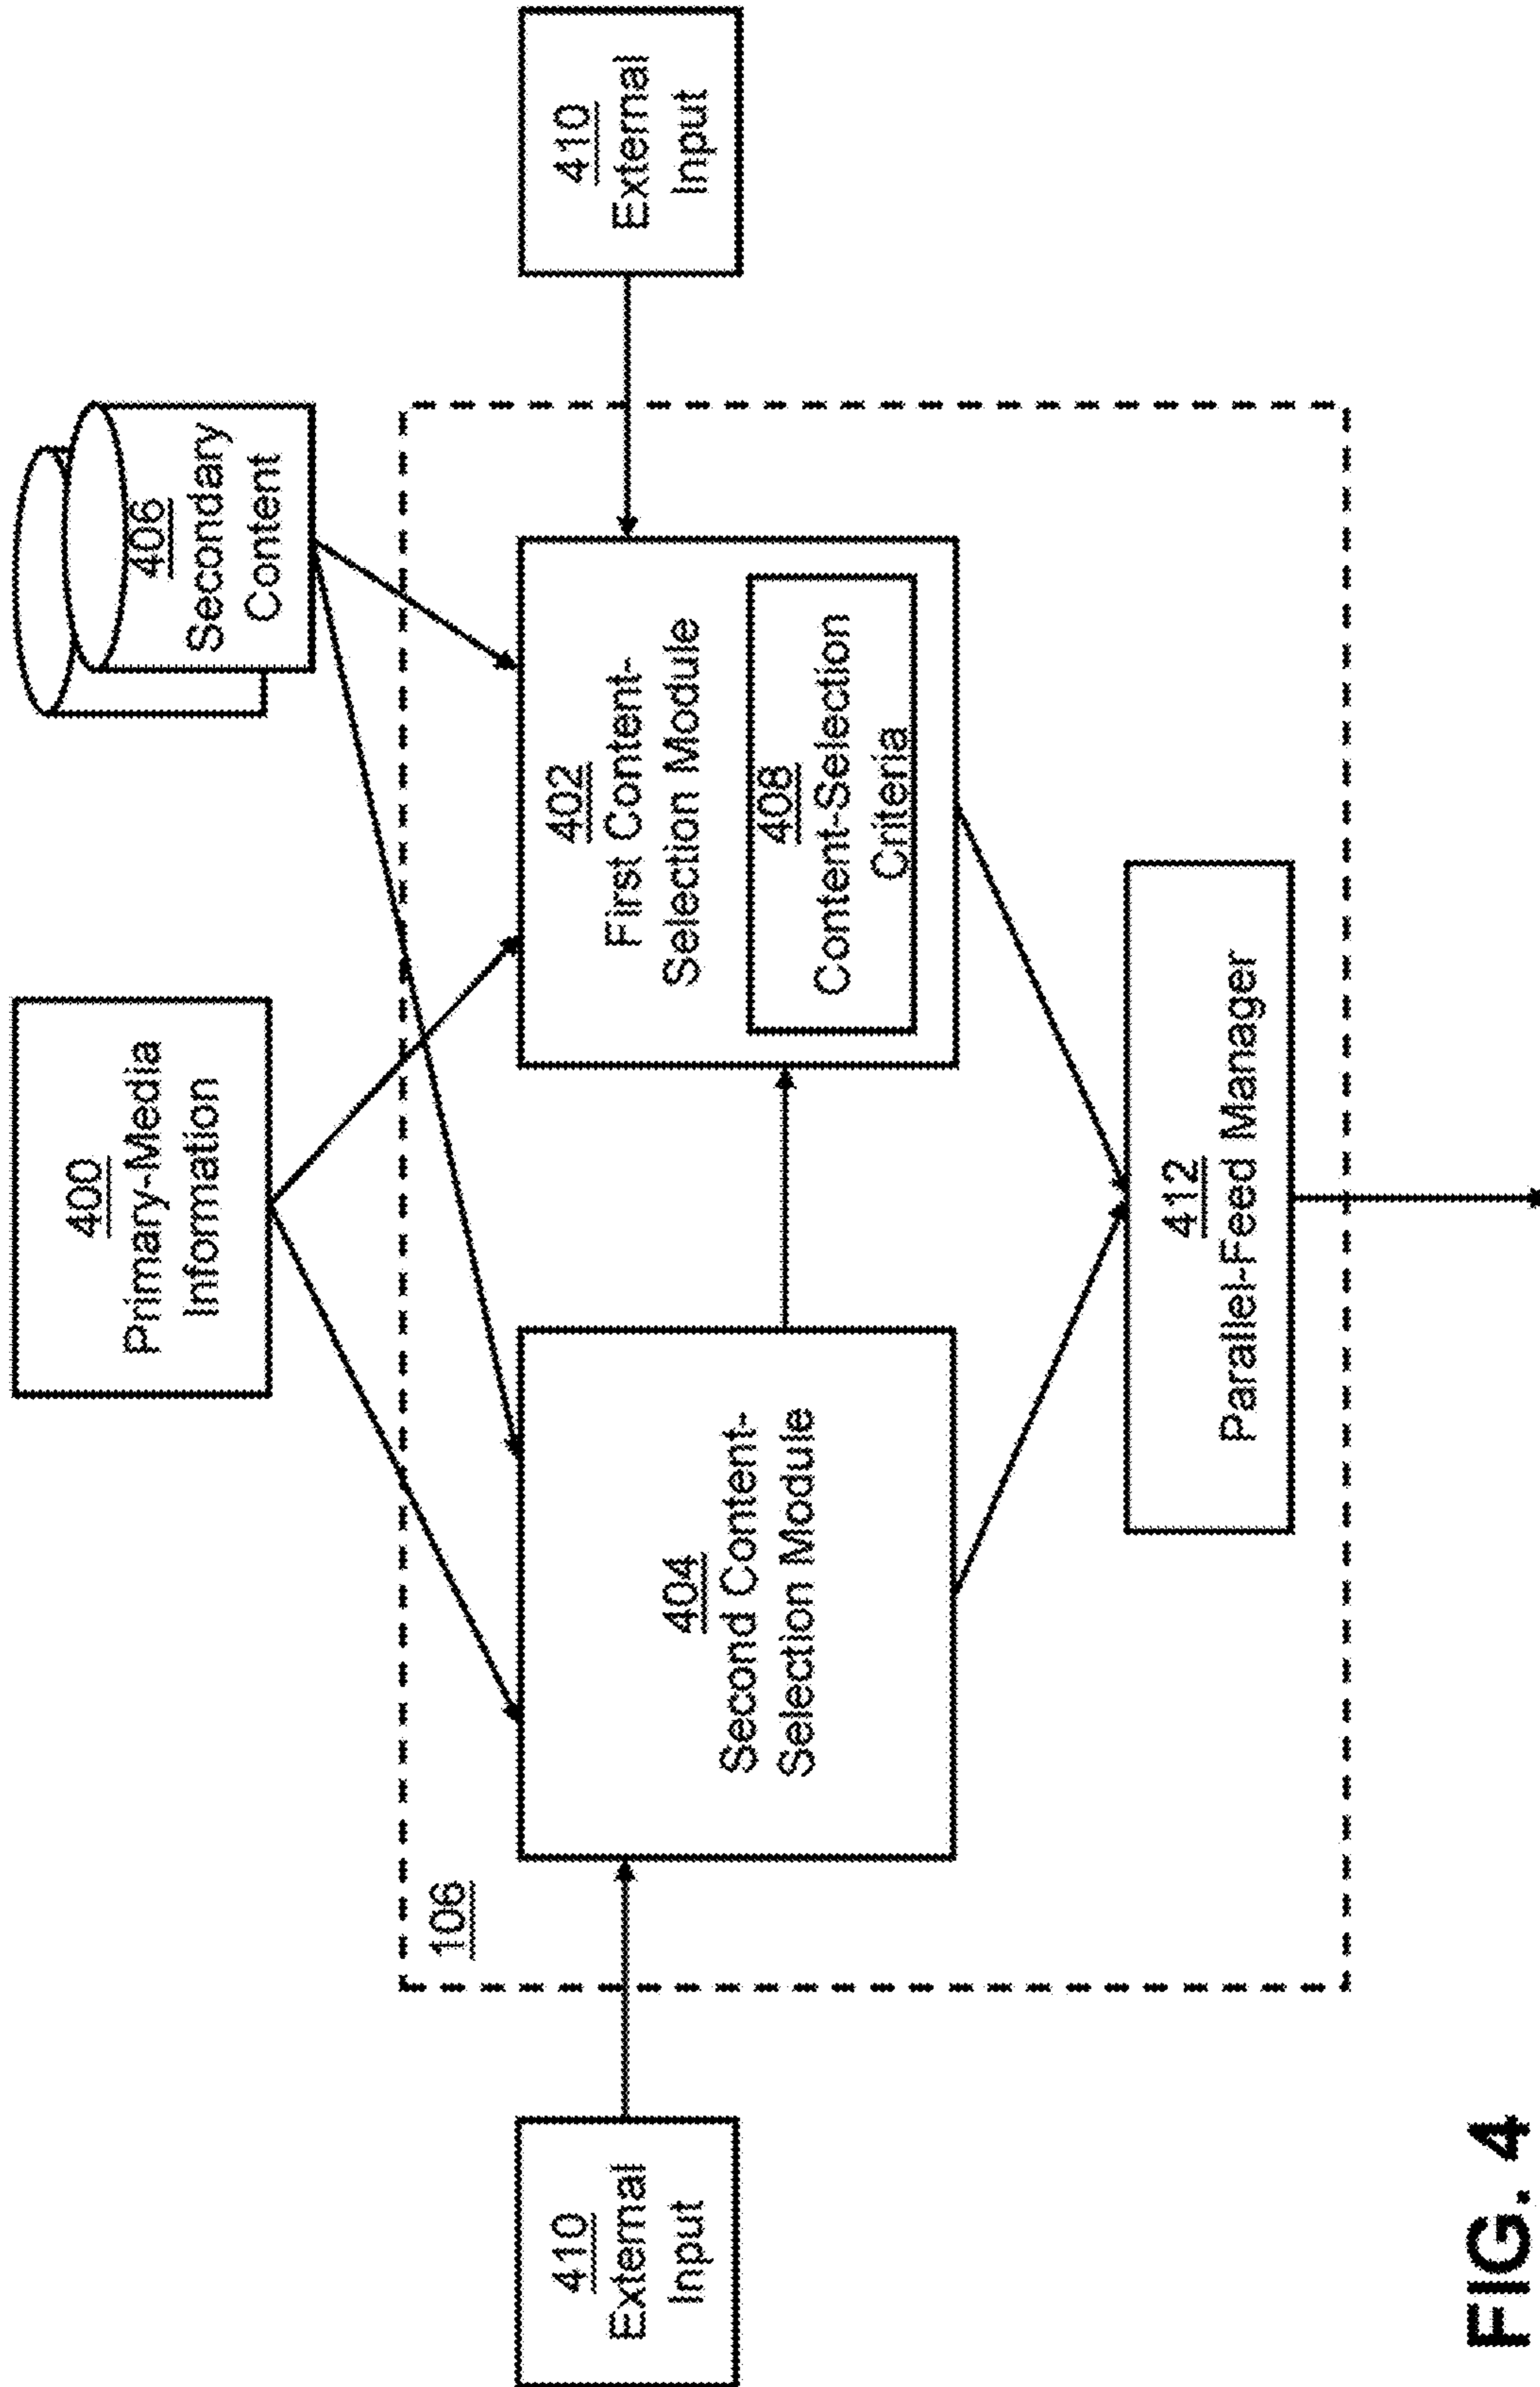 400
Primary-Media
Information
406
Secondary
Content
106
410
External
Input
404
Second Content-
Selection Module
402
First Content-
Selection Module
408
Content-Selection
Criteria
410
External
Input
412
Parallel-Feed Manager
FIG. 4